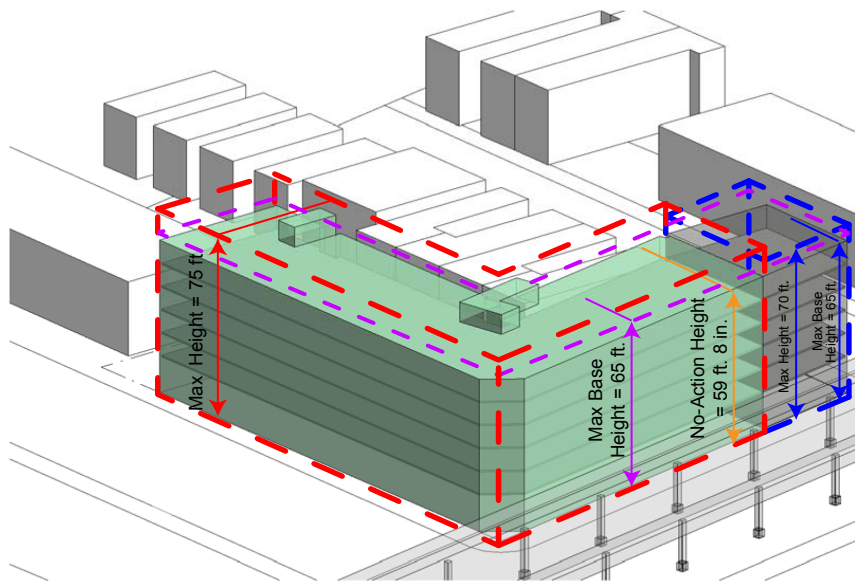 Max Height = 75 ft.
Max Base
Height = 65 ft.
No-Action Height
= 59 ft. 8 in.
Max Height = 70 ft.
Max Base
Height = 65 ft.